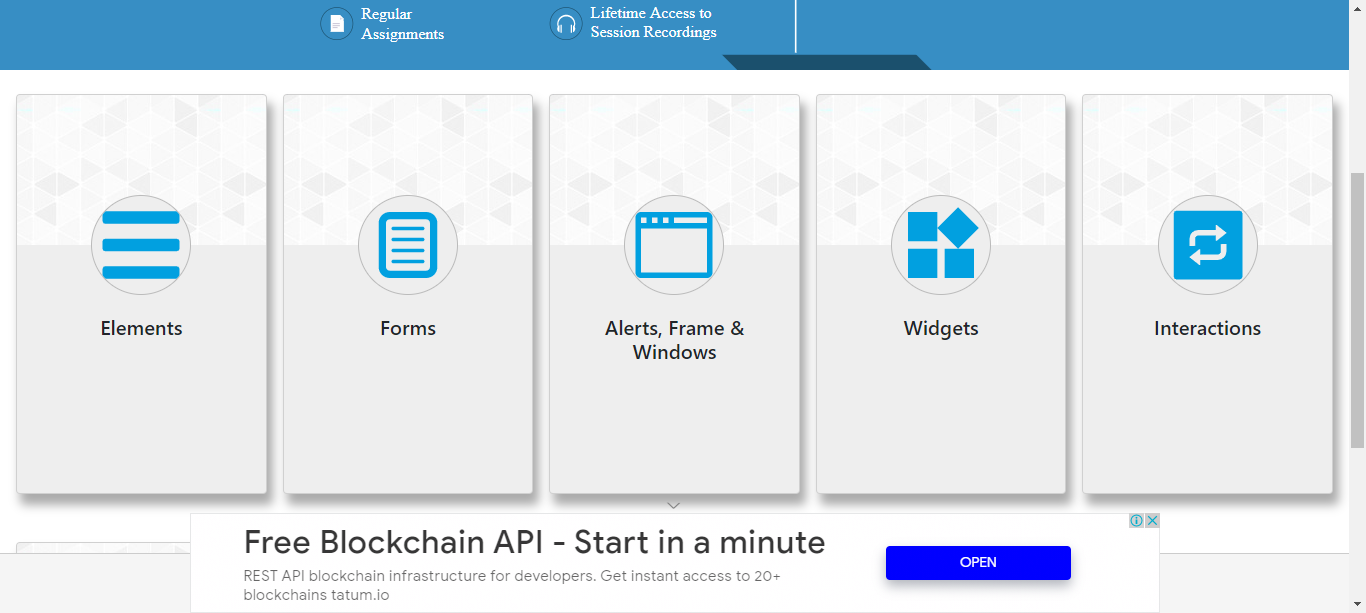 Regular
Assignments
Lifetime Access to
Session Recordings
Elements
Forms
Alerts, Frame &
Windows
Widgets
Interactions
Free Blockchain API - Start in a minute
REST API blockchain infrastructure for developers. Get instant access to 20+
blockchains tatum.io
OPEN